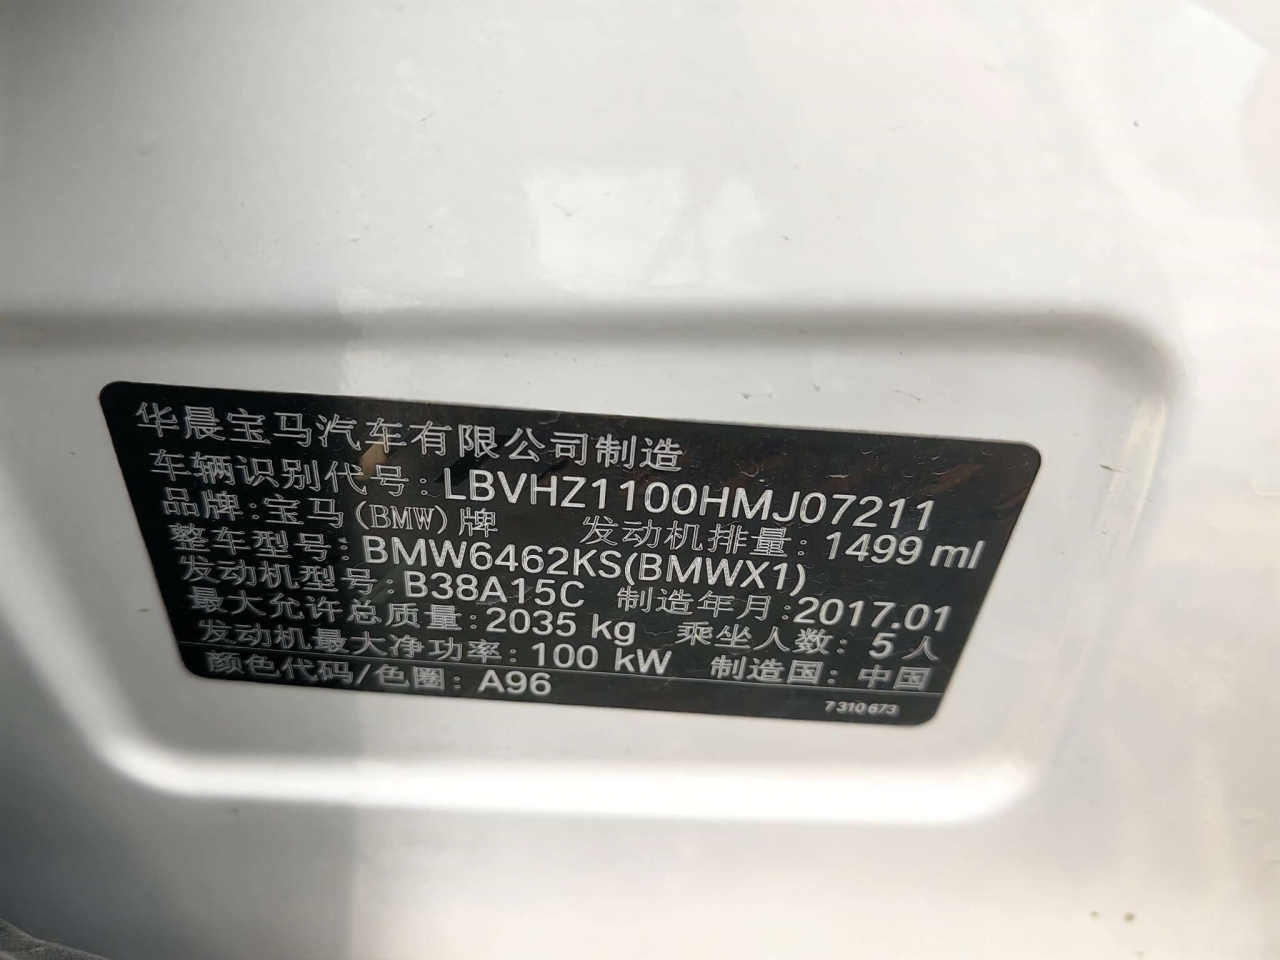 华晨宝马汽车有限公司制造
车辆识别代号: LBVHZ1100HMJ07211
品牌: 宝马(BMW)牌 发动机排量: 1499 ml
整车型号: BMW6462KS(BMWX1)
发动机型号: B38A15C 制造年月: 2017.01
最大允许总质量: 2035 kg 乘坐人数: 5 人
发动机最大净功率: 100 kW 制造国: 中国
颜色代码/色圈: A96
7 310 673